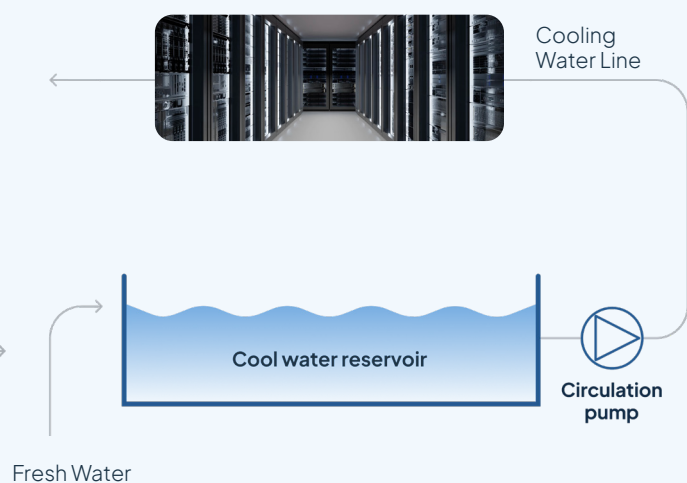 Cooling
Water Line
Cool water reservoir
Circulation
pump
Fresh Water